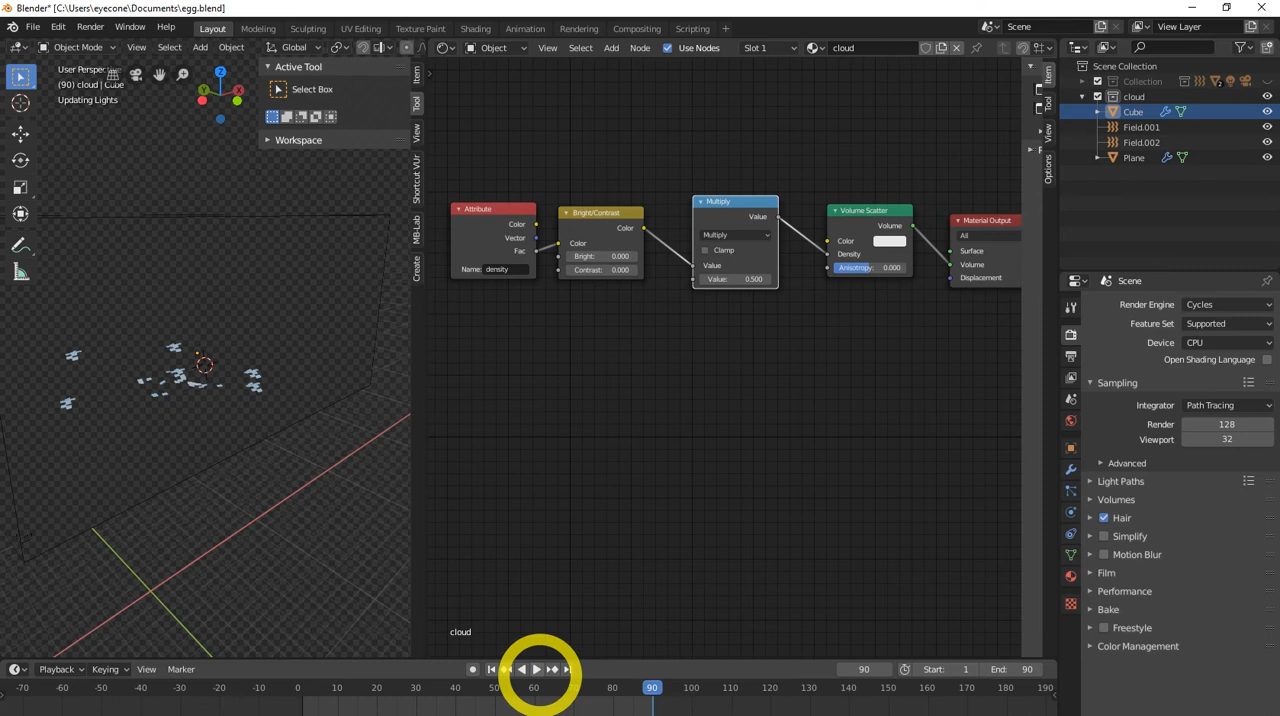 Blender* [C:\Users\eyecone\Documents\egg.blend]
File Edit Render Window Help Layout Modeling Sculpting UV Editing Texture Paint Shading Animation Rendering Compositing Scripting Scene View Layer
Object Mode View Select Add Object Global Object View Select Add Node Use Nodes Slot 1 cloud
User Perspective
(90) cloud | Cube
Updating Lights
Z
Y
X
Active Tool
Select Box
Workspace
Item
Tool
View
Shortcut VUr
MB-Lab
Create
Attribute
Color
Vector
Fac
Name: density
Bright/Contrast
Color
Color
Bright: 0.000
Contrast: 0.000
Multiply
Value
Multiply
Clamp
Value
Value: 0.500
Volume Scatter
Volume
Color
Density
Anisotropy: 0.000
Material Output
All
Surface
Volume
Displacement
cloud
Item
Tool
View
Options
Scene Collection
Collection 2
cloud
Cube
Field.001
Field.002
Plane
Scene
Render Engine Cycles
Feature Set Supported
Device CPU
Open Shading Language
Sampling
Integrator Path Tracing
Render 128
Viewport 32
Advanced
Light Paths
Volumes
Hair
Simplify
Motion Blur
Film
Performance
Bake
Freestyle
Color Management
Playback Keying View Marker 90 Start: 1 End: 90
-70 -60 -50 -40 -30 -20 -10 0 10 20 30 40 50 60 70 80 90 100 110 120 130 140 150 160 170 180 190